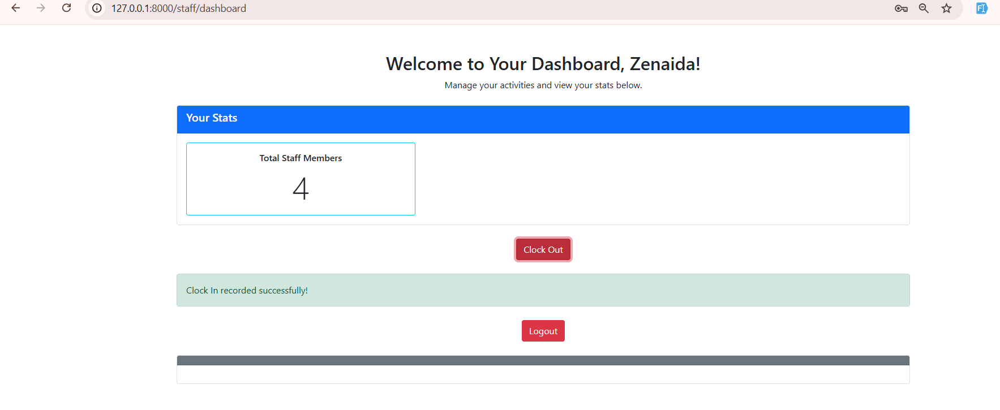 127.0.0.1:8000/staff/dashboard
Welcome to Your Dashboard, Zenaida!
Manage your activities and view your stats below.
Your Stats
Total Staff Members
4
Clock Out
Clock In recorded successfully!
Logout